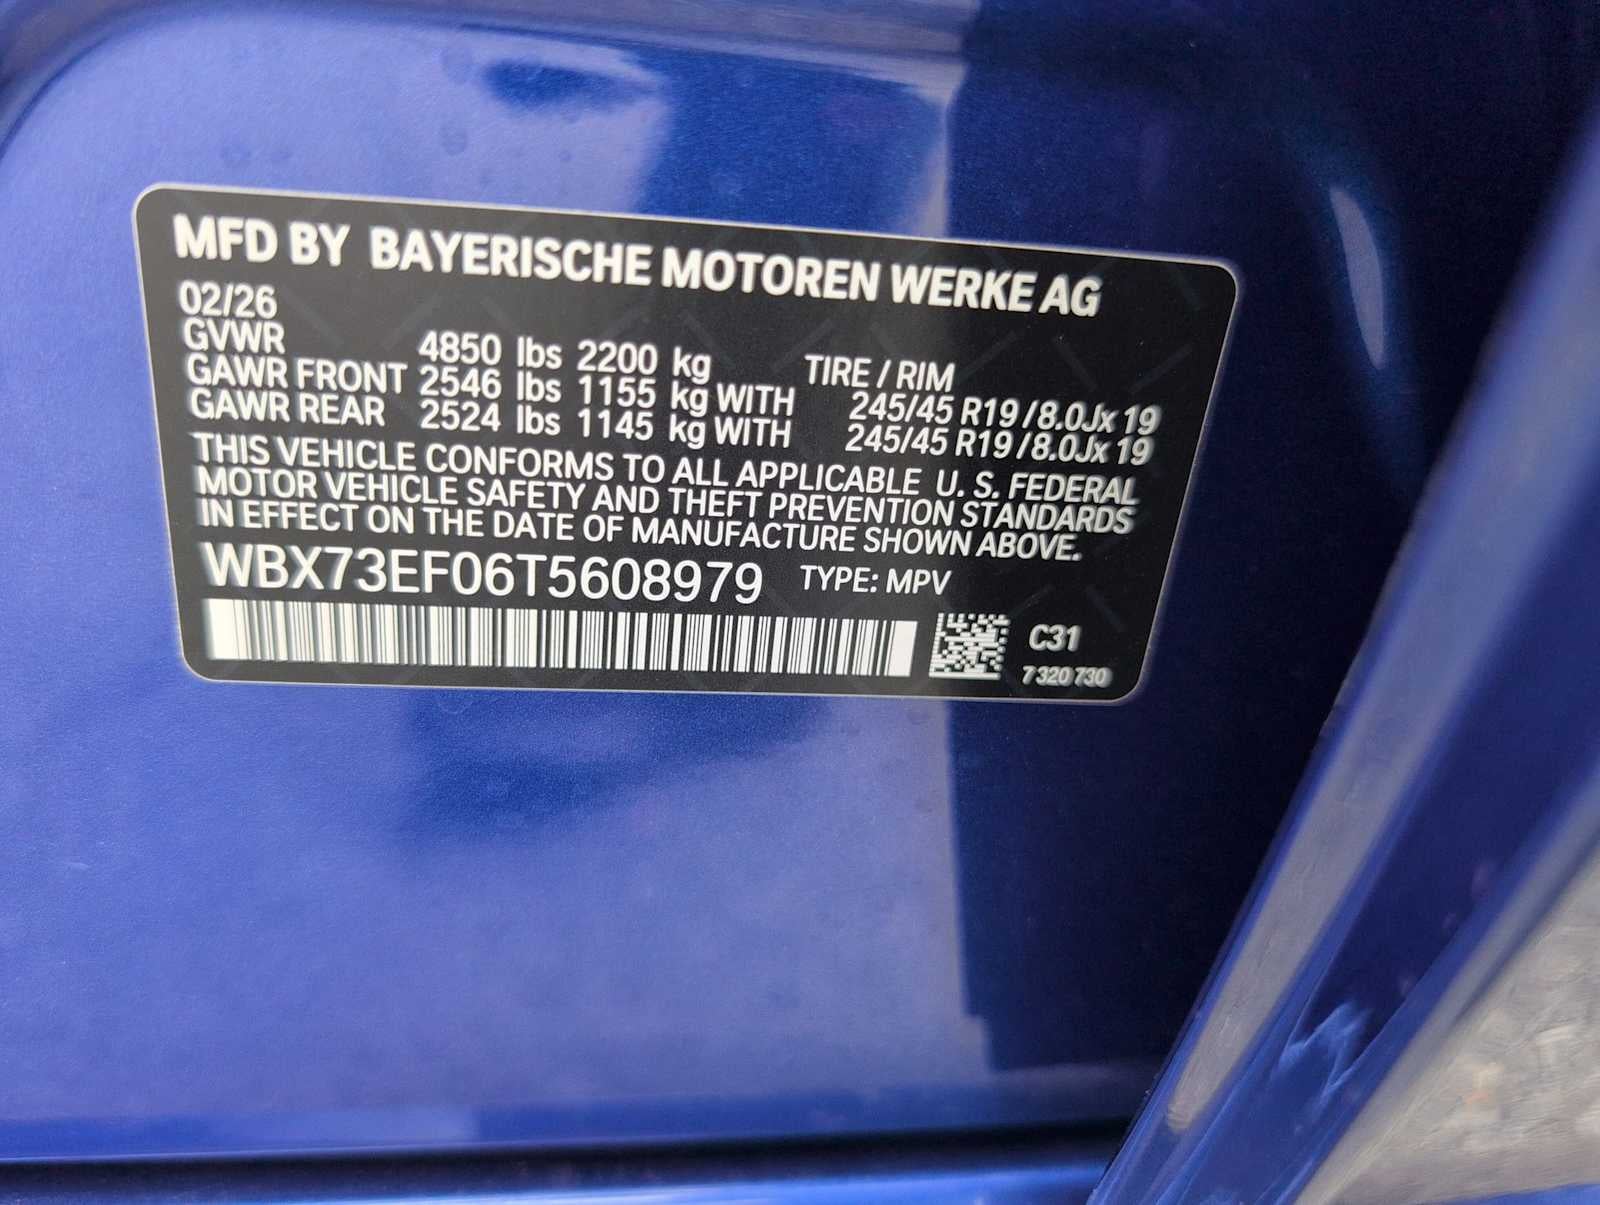 MFD BY BAYERISCHE MOTOREN WERKE AG
02/26
GVWR 4850 lbs 2200 kg TIRE / RIM
GAWR FRONT 2546 lbs 1155 kg WITH 245/45 R19 / 8.0Jx 19
GAWR REAR 2524 lbs 1145 kg WITH 245/45 R19 / 8.0Jx 19
THIS VEHICLE CONFORMS TO ALL APPLICABLE U. S. FEDERAL
MOTOR VEHICLE SAFETY AND THEFT PREVENTION STANDARDS
IN EFFECT ON THE DATE OF MANUFACTURE SHOWN ABOVE.
WBX73EF06T5608979 TYPE: MPV
C31
7 320 730